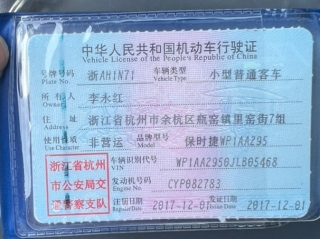 中华人民共和国机动车行驶证
Vehicle License of the People's Republic of China
号牌号码 浙AH1N71 车辆类型 小型普通客车
Plate No. Vehicle Type
所有人 李永红
Owner
住址 浙江省杭州市余杭区瓶窑镇里窑街7组
Address
使用性质 非营运 品牌型号 保时捷WP1AA295
Use Character Model
浙江省杭州
市公安局交
通警察支队
车辆识别代号 WP1AA2950JLB05468
VIN
发动机号码 CYP082783
Engine No.
注册日期 2017-12-01 发证日期 2017-12-01
Register Date Issue Date